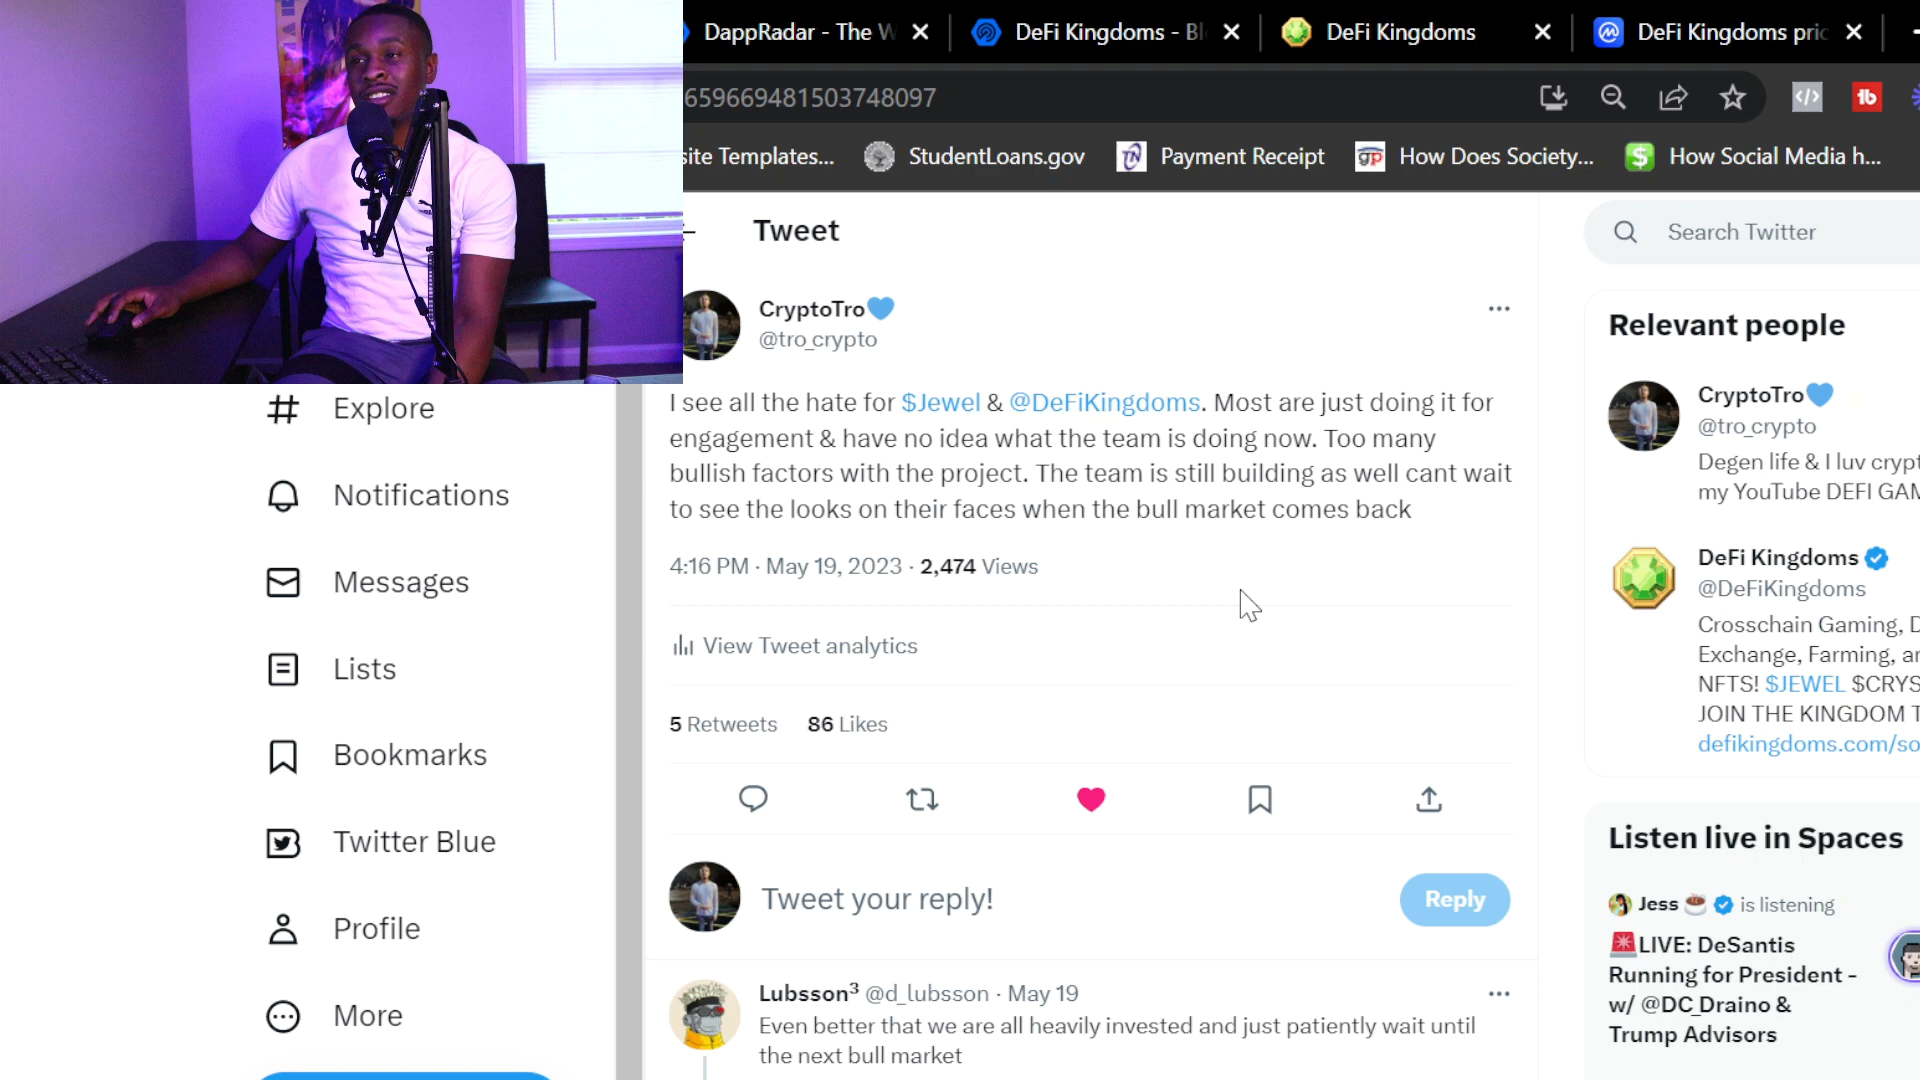 DappRadar - The W
DeFi Kingdoms - Bl
DeFi Kingdoms
DeFi Kingdoms pric
659669481503748097
site Templates...
StudentLoans.gov
Payment Receipt
How Does Society...
How Social Media h...
Tweet
Search Twitter
CryptoTro💙
@tro_crypto
I see all the hate for $Jewel & @DeFiKingdoms. Most are just doing it for
engagement & have no idea what the team is doing now. Too many
bullish factors with the project. The team is still building as well cant wait
to see the looks on their faces when the bull market comes back
4:16 PM · May 19, 2023 · 2,474 Views
View Tweet analytics
5 Retweets 86 Likes
Tweet your reply!
Reply
Lubsson³ @d_lubsson · May 19
Even better that we are all heavily invested and just patiently wait until
the next bull market
Explore
Notifications
Messages
Lists
Bookmarks
Twitter Blue
Profile
More
Relevant people
CryptoTro💙
@tro_crypto
Degen life & I luv crypt
my YouTube DEFI GAM
DeFi Kingdoms
@DeFiKingdoms
Crosschain Gaming, D
Exchange, Farming, an
NFTS! $JEWEL $CRYS
JOIN THE KINGDOM T
defikingdoms.com/so
Listen live in Spaces
Jess ☕ is listening
🚨LIVE: DeSantis
Running for President -
w/ @DC_Draino &
Trump Advisors